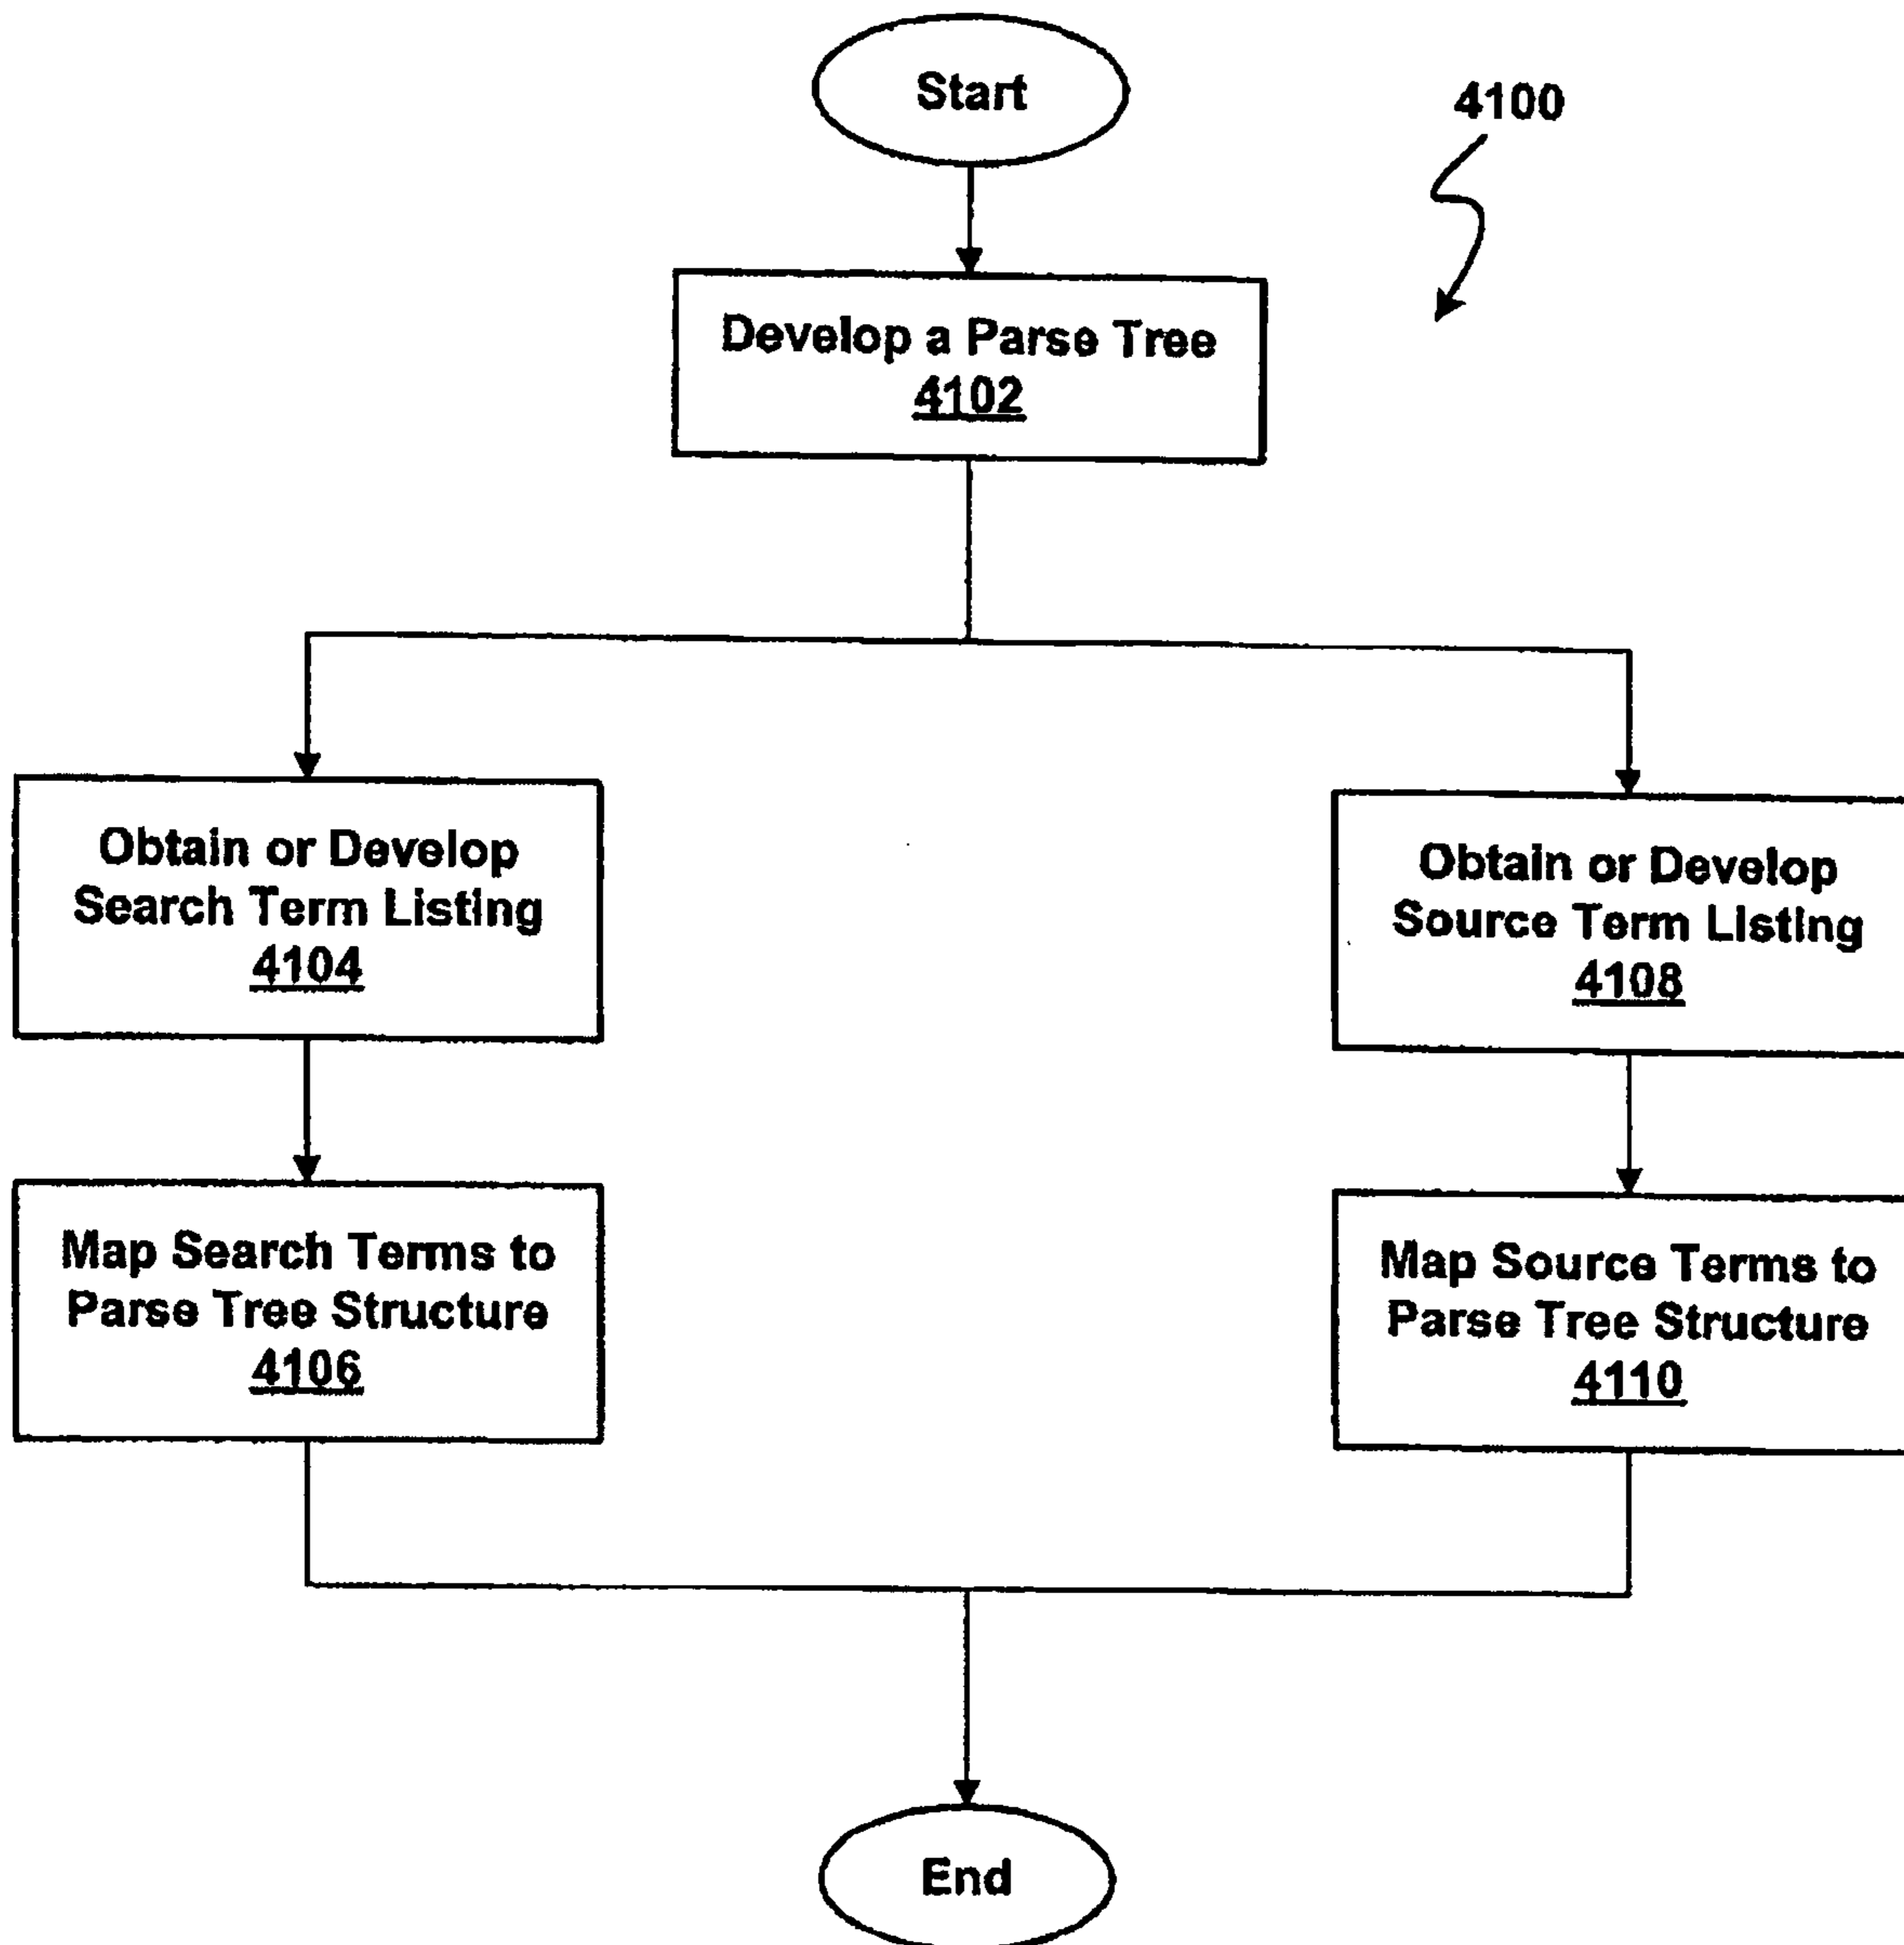 Start
4100
Develop a Parse Tree
4102
Obtain or Develop
Search Term Listing
4104
Obtain or Develop
Source Term Listing
4108
Map Search Terms to
Parse Tree Structure
4106
Map Source Terms to
Parse Tree Structure
4110
End